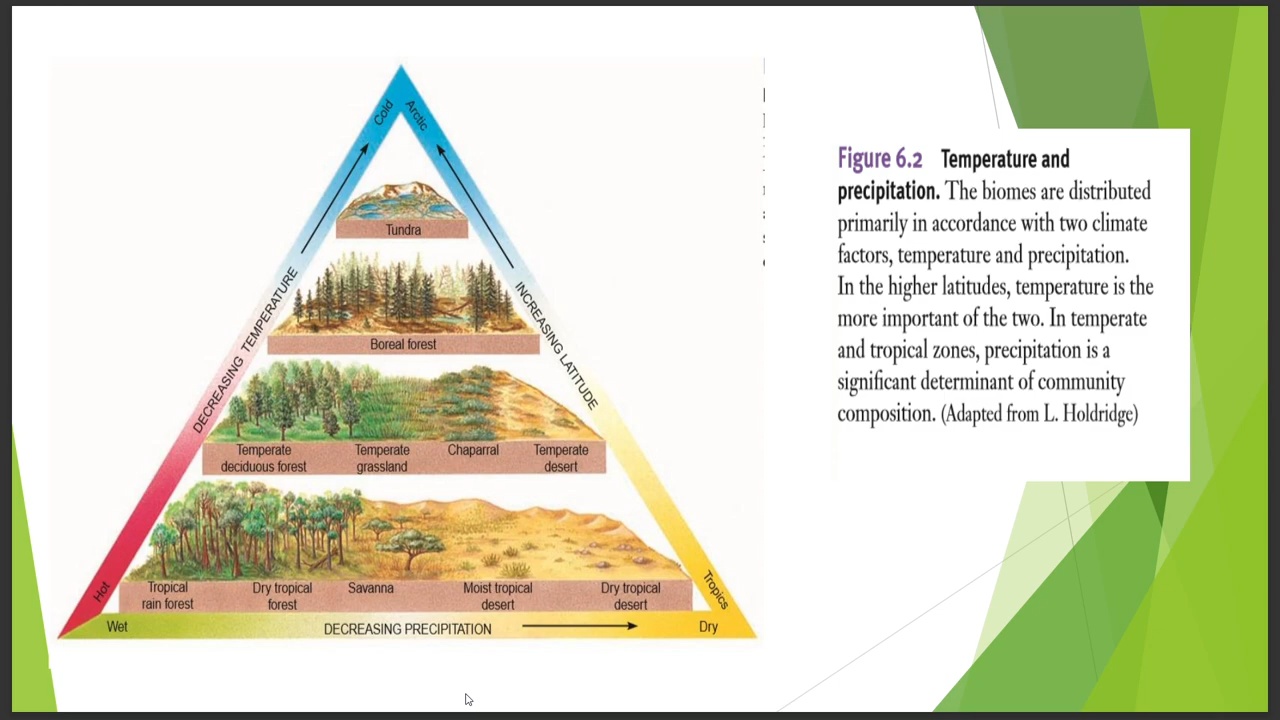 Cold
Arctic
DECREASING TEMPERATURE
INCREASING LATITUDE
Tundra
Boreal forest
Temperate
deciduous forest
Temperate
grassland
Chaparral
Temperate
desert
Tropical
rain forest
Dry tropical
forest
Savanna
Moist tropical
desert
Dry tropical
desert
Hot
Tropics
Wet
DECREASING PRECIPITATION
Dry
Figure 6.2 Temperature and
precipitation. The biomes are distributed
primarily in accordance with two climate
factors, temperature and precipitation.
In the higher latitudes, temperature is the
more important of the two. In temperate
and tropical zones, precipitation is a
significant determinant of community
composition. (Adapted from L. Holdridge)